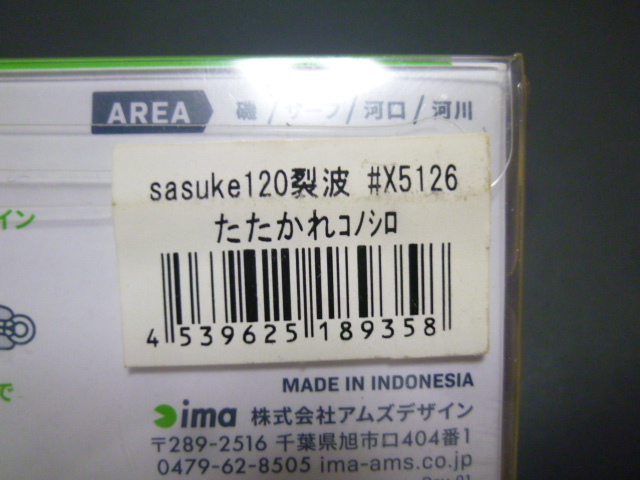 AREA 磯 / サーフ / 河口 / 河川
sasuke120裂波 #X5126
たたかれコノシロ
イン
4 539625 189358
で
MADE IN INDONESIA
ima 株式会社アムズデザイン
〒289-2516 千葉県旭市口404番1
0479-62-8505 ima-ams.co.jp